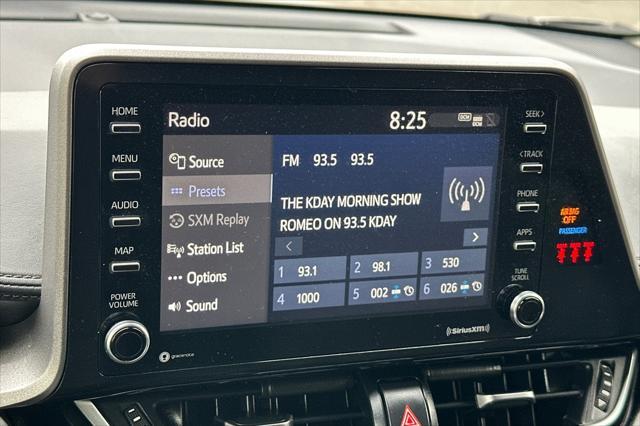 Radio
8:25
DCM
DCM
HOME
MENU
AUDIO
MAP
POWER
VOLUME
Source
Presets
SXM Replay
Station List
Options
Sound
FM 93.5 93.5
THE KDAY MORNING SHOW
ROMEO ON 93.5 KDAY
< >
1 93.1
2 98.1
3 530
4 1000
5 002
6 026
gracenote
SiriusXM
SEEK>
<TRACK
PHONE
APPS
TUNE
SCROLL
AIRBAG
OFF
PASSENGER